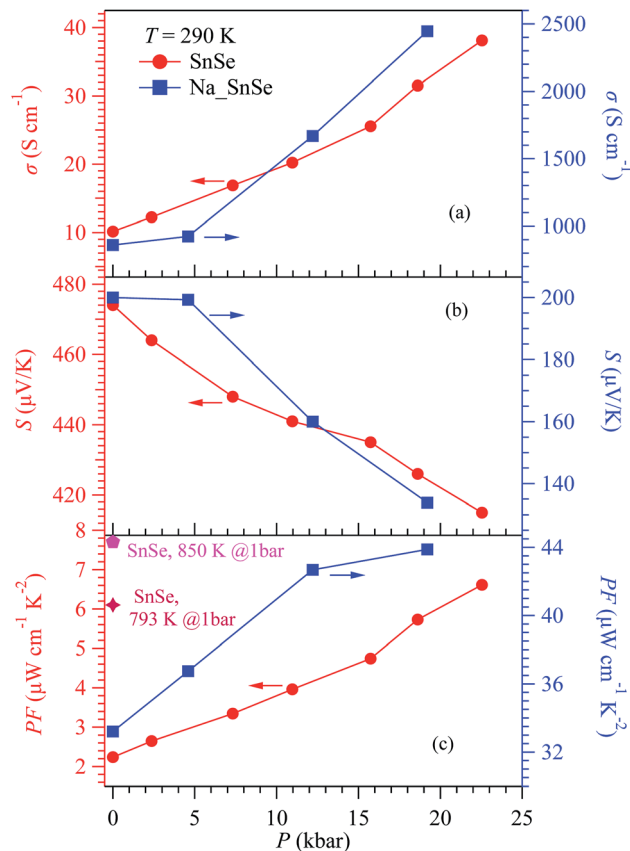 T = 290 K
SnSe
Na_SnSe
40
30
20
10
σ (S cm⁻¹)
2500
2000
1500
1000
σ (S cm⁻¹)
(a)
480
460
440
420
S (μV/K)
200
180
160
140
S (μV/K)
(b)
8
7
6
5
4
3
2
PF (μW cm⁻¹ K⁻²)
SnSe, 850 K @1bar
SnSe,
793 K @1bar
44
40
36
32
PF (μW cm⁻¹ K⁻²)
(c)
0 5 10 15 20 25
P (kbar)